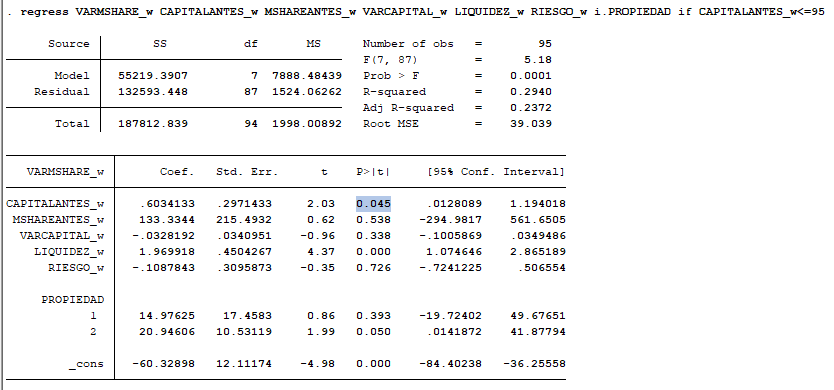 . regress VARMSHARE_w CAPITALANTES_w MSHAREANTES_w VARCAPITAL_w LIQUIDEZ_w RIESGO_w i.PROPIEDAD if CAPITALANTES_w<=95
Source SS df MS Number of obs = 95
F(7, 87) = 5.18
Model 55219.3907 7 7888.48439 Prob > F = 0.0001
Residual 132593.448 87 1524.06262 R-squared = 0.2940
Adj R-squared = 0.2372
Total 187812.839 94 1998.00892 Root MSE = 39.039
VARMSHARE_w Coef. Std. Err. t P>|t| [95% Conf. Interval]
CAPITALANTES_w .6034133 .2971433 2.03 0.045 .0128089 1.194018
MSHAREANTES_w 133.3344 215.4932 0.62 0.538 -294.9817 561.6505
VARCAPITAL_w -.0328192 .0340951 -0.96 0.338 -.1005869 .0349486
LIQUIDEZ_w 1.969918 .4504267 4.37 0.000 1.074646 2.865189
RIESGO_w -.1087843 .3095873 -0.35 0.726 -.7241225 .506554
PROPIEDAD
1 14.97625 17.4583 0.86 0.393 -19.72402 49.67651
2 20.94606 10.53119 1.99 0.050 .0141872 41.87794
_cons -60.32898 12.11174 -4.98 0.000 -84.40238 -36.25558